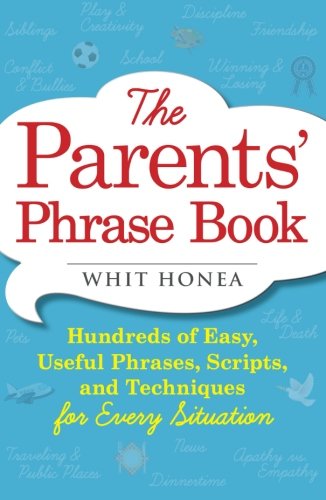 Play &
Creativity
Discipline
Siblings
Friendship
School
Conflict
& Bullies
Winning &
Losing
The
Parents'
Phrase Book
WHIT HONEA
Life &
Death
Hundreds of Easy,
Useful Phrases, Scripts,
and Techniques
for Every Situation
Pets
Traveling &
Public Places
News
Dinnertime
Apathy vs.
Empathy